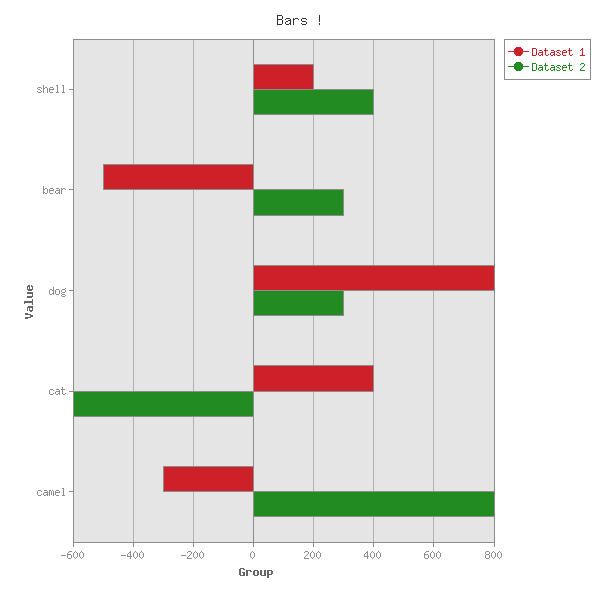 Bars !
Dataset 1
Dataset 2
shell
bear
dog
cat
camel
Value
-600 -400 -200 0 200 400 600 800
Group